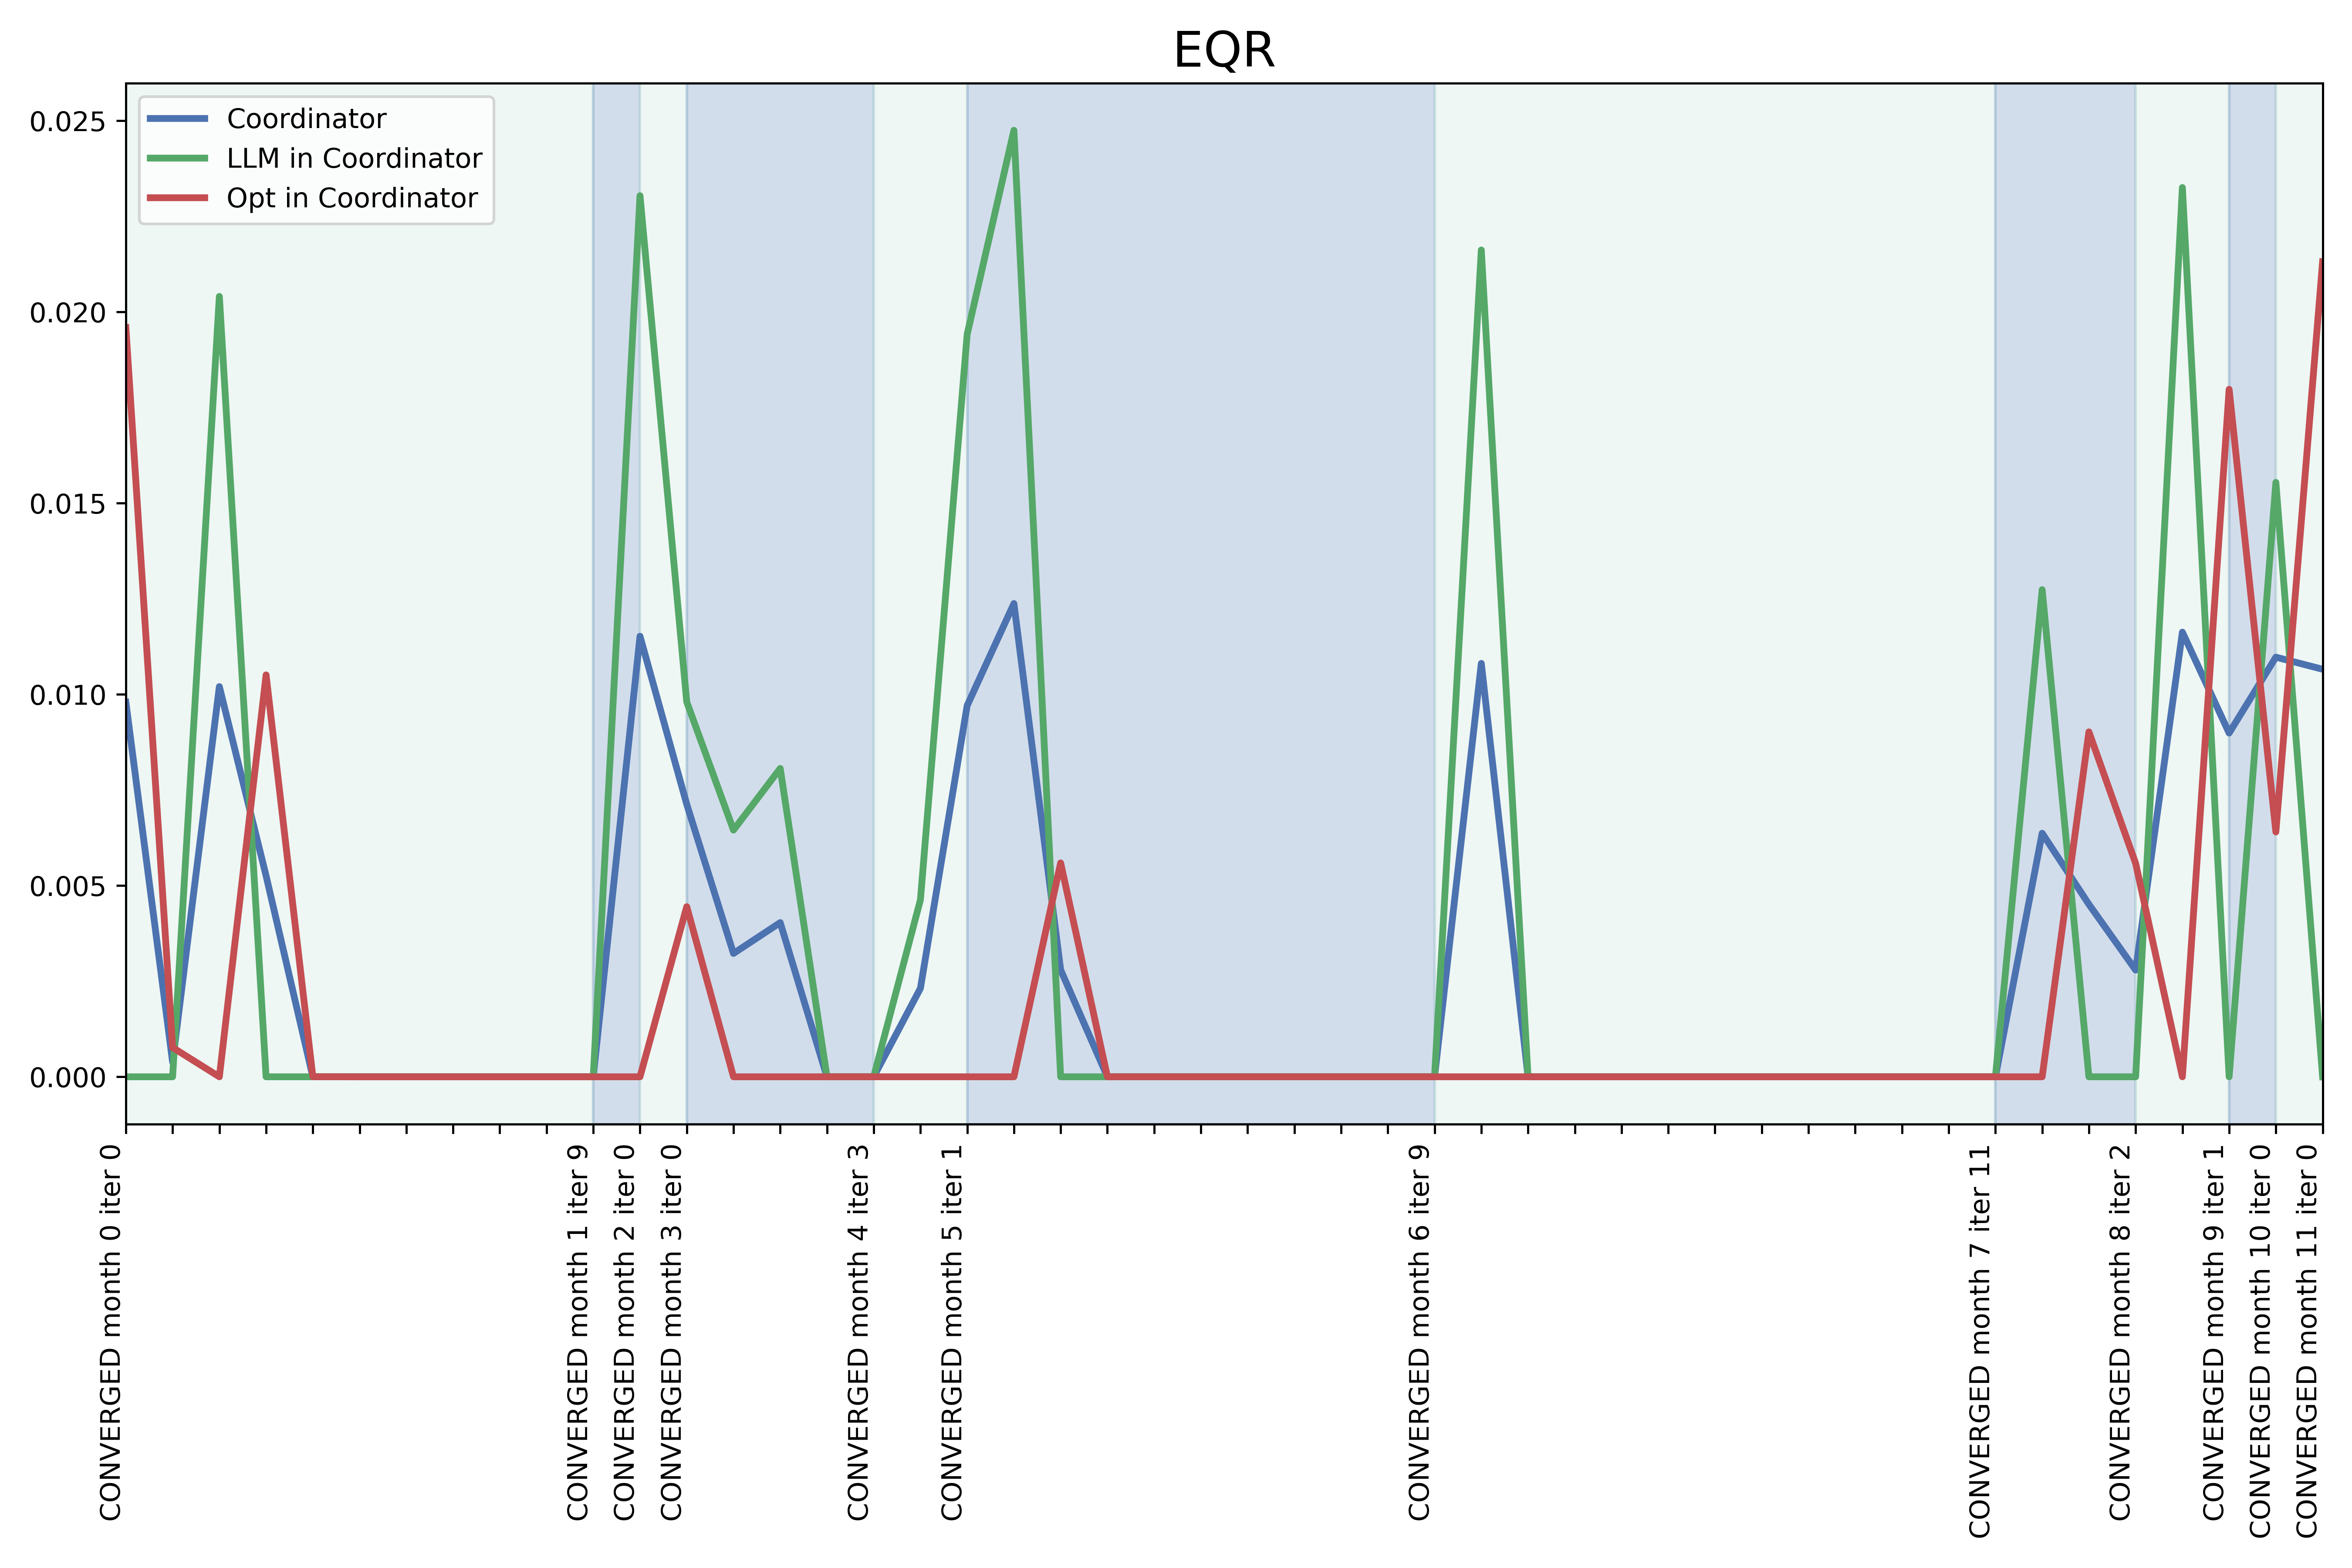 EQR
Coordinator
LLM in Coordinator
Opt in Coordinator
0.025
0.020
0.015
0.010
0.005
0.000
CONVERGED month 0 iter 0
CONVERGED month 1 iter 9
CONVERGED month 2 iter 0
CONVERGED month 3 iter 0
CONVERGED month 4 iter 3
CONVERGED month 5 iter 1
CONVERGED month 6 iter 9
CONVERGED month 7 iter 11
CONVERGED month 8 iter 2
CONVERGED month 9 iter 1
CONVERGED month 10 iter 0
CONVERGED month 11 iter 0